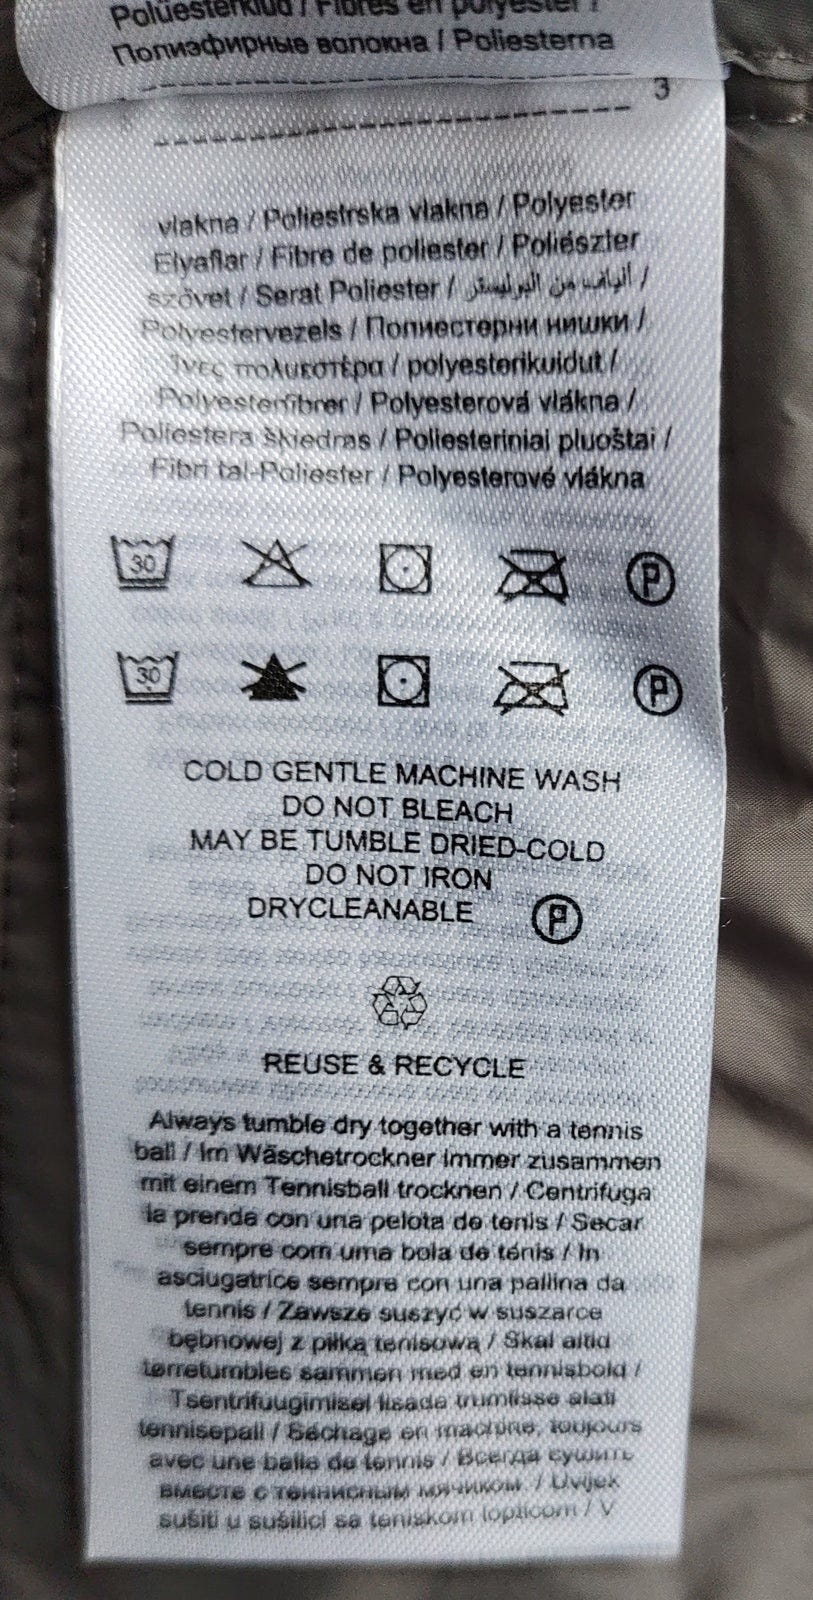 Polüesterkiud / Fibres en polyester /
Полиэфирные волокна / Poliesterna
3
vlakna / Poliestrska vlakna / Polyester
Elyaflar / Fibre de poliester / Poliészter
szövet / Serat Poliester / ألياف من البوليستر /
Polyestervezels / Полиестерни нишки /
Ίνες πολυεστέρα / polyesterikuidut /
Polyesterfibrer / Polyesterová vlákna /
Poliestera šķiedras / Poliesteriniai pluoštai /
Fibri tal-Poliester / Polyesterové vlákna
30 P
30 P
COLD GENTLE MACHINE WASH
DO NOT BLEACH
MAY BE TUMBLE DRIED-COLD
DO NOT IRON
DRYCLEANABLE P
REUSE & RECYCLE
Always tumble dry together with a tennis
ball / Im Wäschetrockner immer zusammen
mit einem Tennisball trocknen / Centrifuga
la prenda con una pelota de tenis / Secar
sempre com uma bola de ténis / In
asciugatrice sempre con una pallina da
tennis / Zawsze suszyć w suszarce
bębnowej z piłką tenisową / Skal altid
tørretumbles sammen med en tennisbold /
Tsentrifuugimisel lisada trumlisse alati
tennisepall / Séchage en machine, toujours
avec une balle de tennis / Всегда сушить
вместе с теннисным мячиком. / Uvijek
sušiti u sušilici sa teniskom lopticom / V